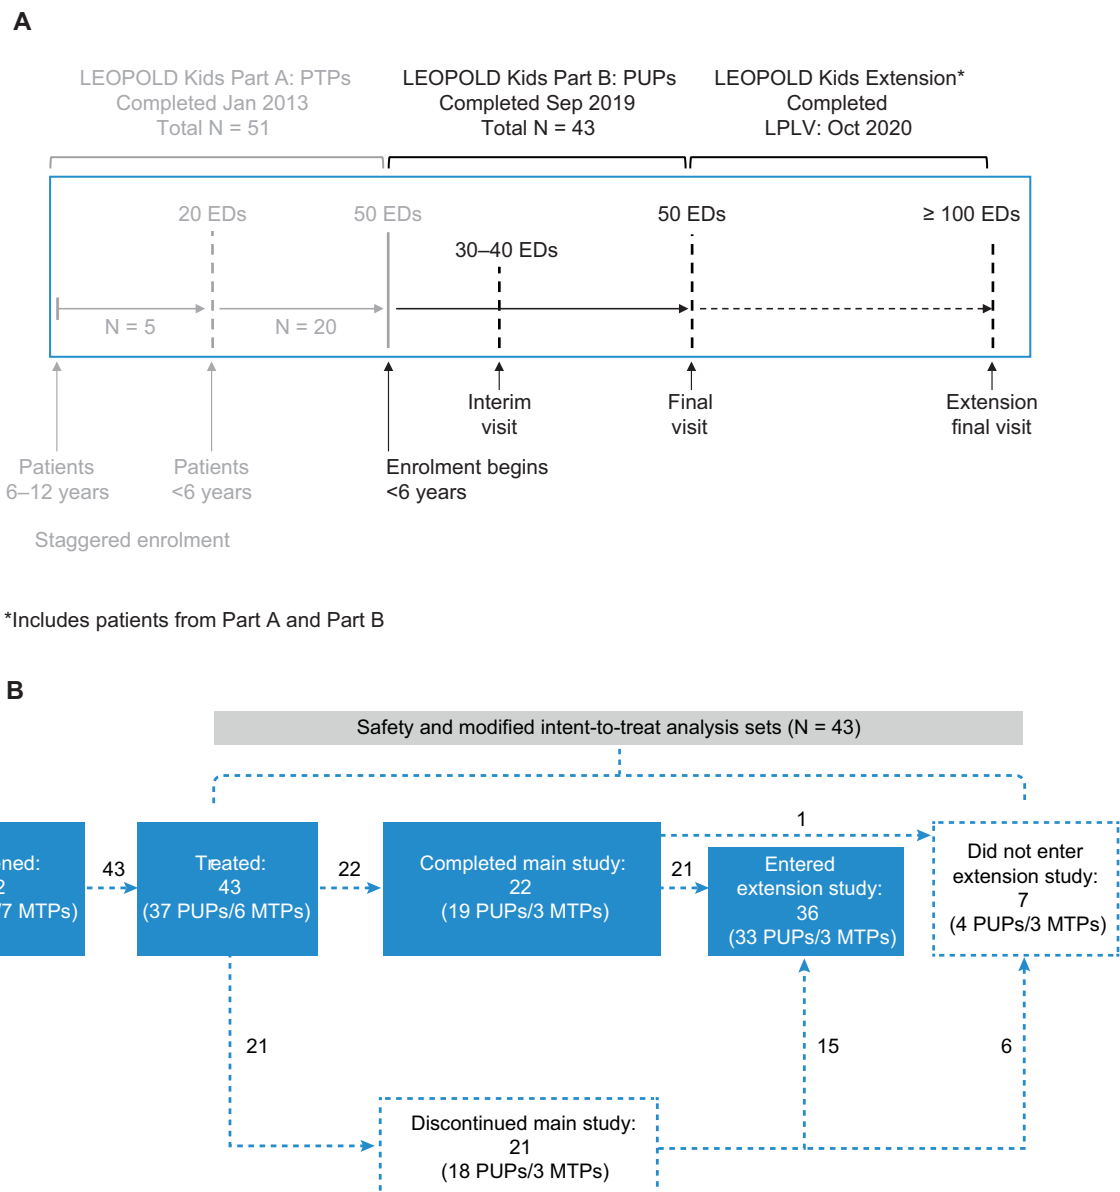 A
LEOPOLD Kids Part A: PTPs
Completed Jan 2013
Total N = 51
LEOPOLD Kids Part B: PUPs
Completed Sep 2019
Total N = 43
LEOPOLD Kids Extension*
Completed
LPLV: Oct 2020
20 EDs
50 EDs
30–40 EDs
50 EDs
≥ 100 EDs
N = 5
N = 20
Interim
visit
Final
visit
Extension
final visit
Patients
6–12 years
Patients
<6 years
Enrolment begins
<6 years
Staggered enrolment
*Includes patients from Part A and Part B
B
Safety and modified intent-to-treat analysis sets (N = 43)
ened:
2
7 MTPs)
43
Treated:
43
(37 PUPs/6 MTPs)
22
Completed main study:
22
(19 PUPs/3 MTPs)
1
21
Entered
extension study:
36
(33 PUPs/3 MTPs)
Did not enter
extension study:
7
(4 PUPs/3 MTPs)
21
15
6
Discontinued main study:
21
(18 PUPs/3 MTPs)